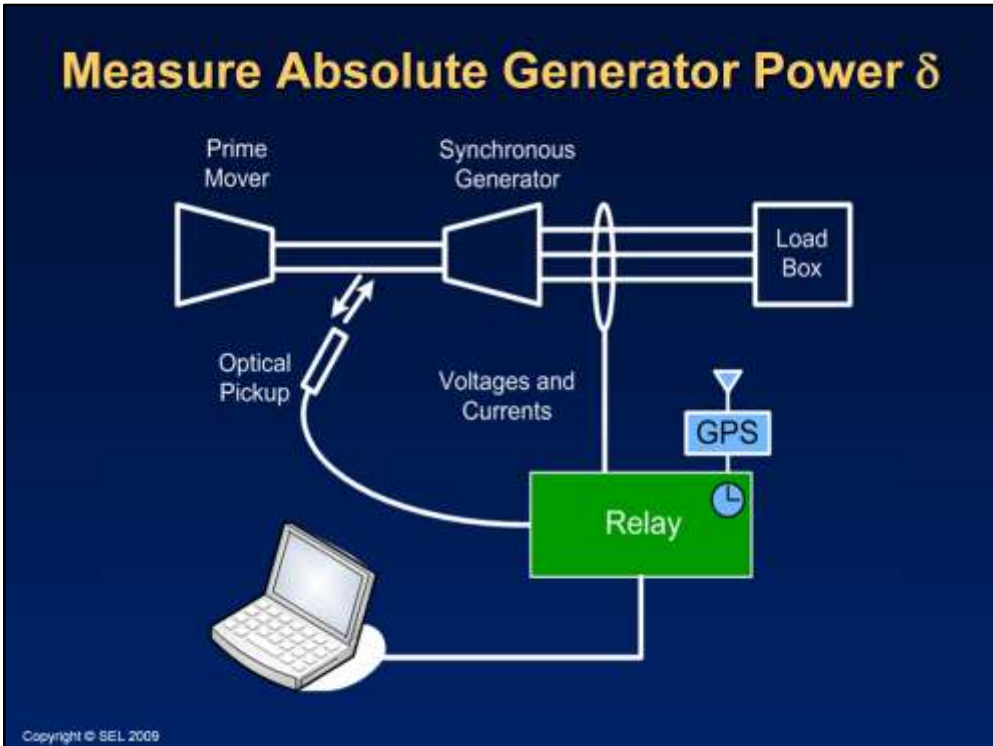 Measure Absolute Generator Power δ
Prime
Mover
Synchronous
Generator
Load
Box
Optical
Pickup
Voltages and
Currents
GPS
Relay
Copyright © SEL 2009